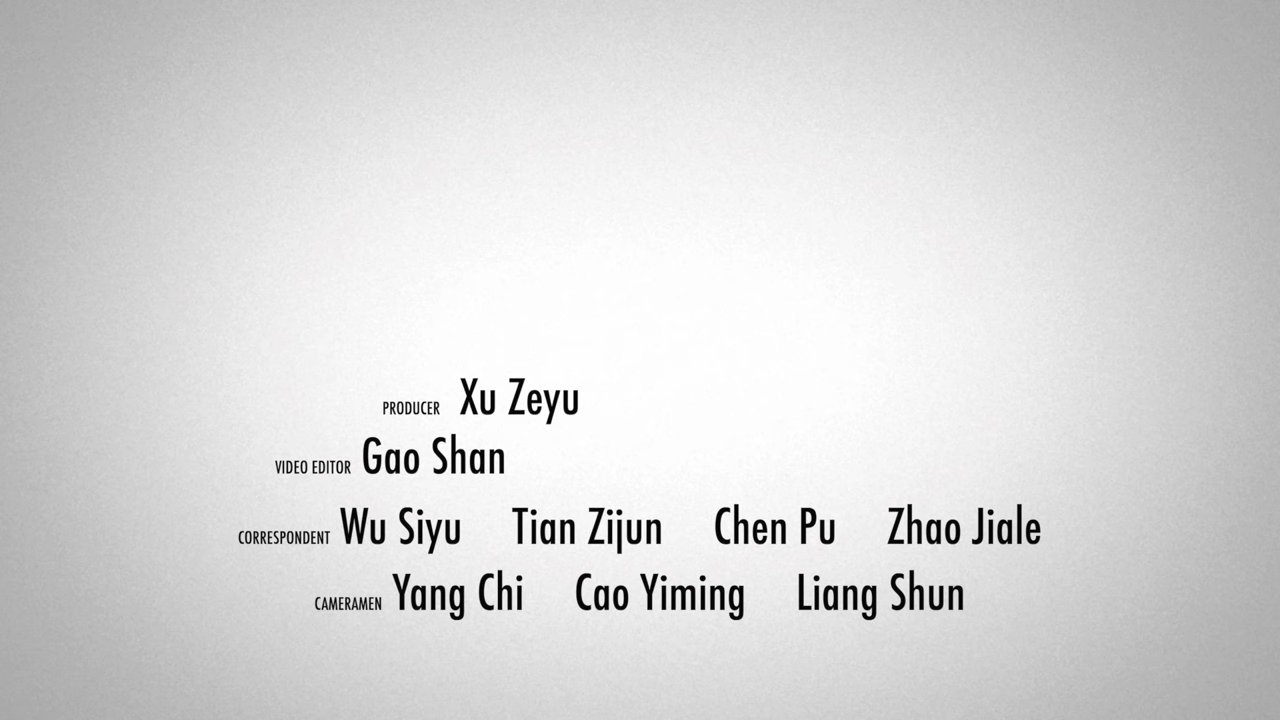 PRODUCER Xu Zeyu
VIDEO EDITOR Gao Shan
CORRESPONDENT Wu Siyu Tian Zijun Chen Pu Zhao Jiale
CAMERAMEN Yang Chi Cao Yiming Liang Shun